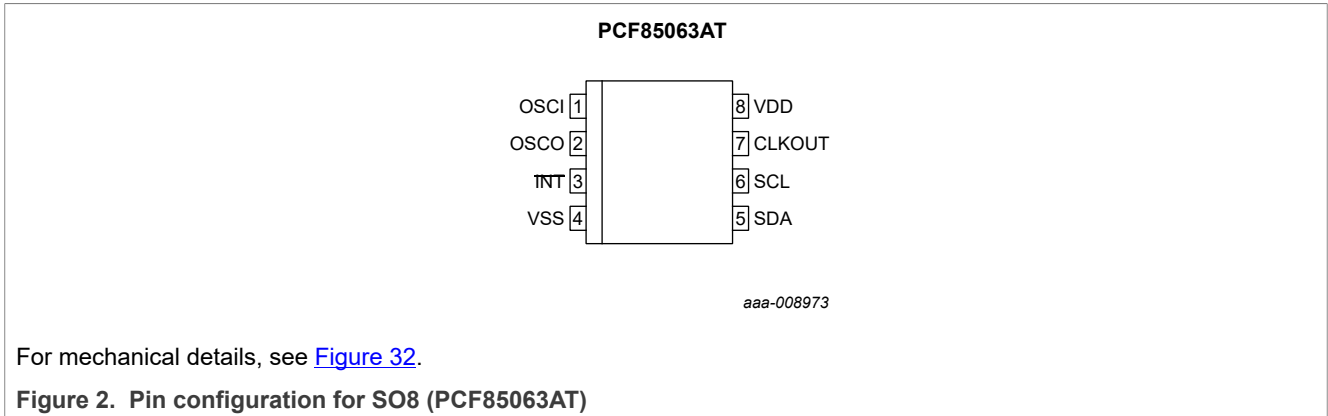 PCF85063AT
OSCI 1 8 VDD
OSCO 2 7 CLKOUT
INT 3 6 SCL
VSS 4 5 SDA
aaa-008973
For mechanical details, see Figure 32.
Figure 2. Pin configuration for SO8 (PCF85063AT)